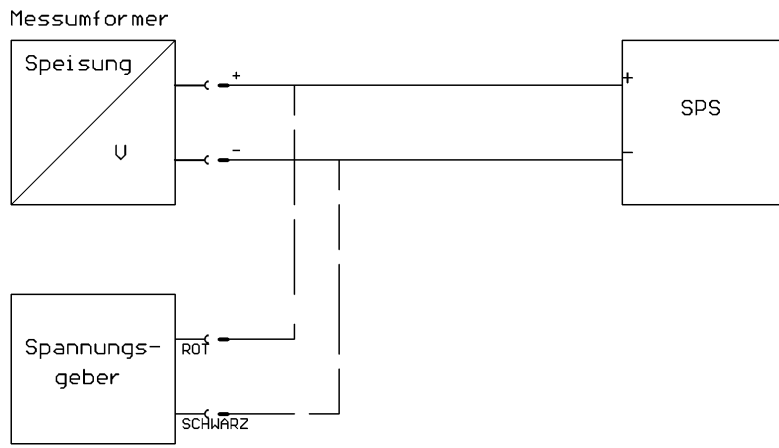 Messumformer
Speisung
U
+
-
+
-
SPS
Spannungs-
geber
ROT
SCHWARZ